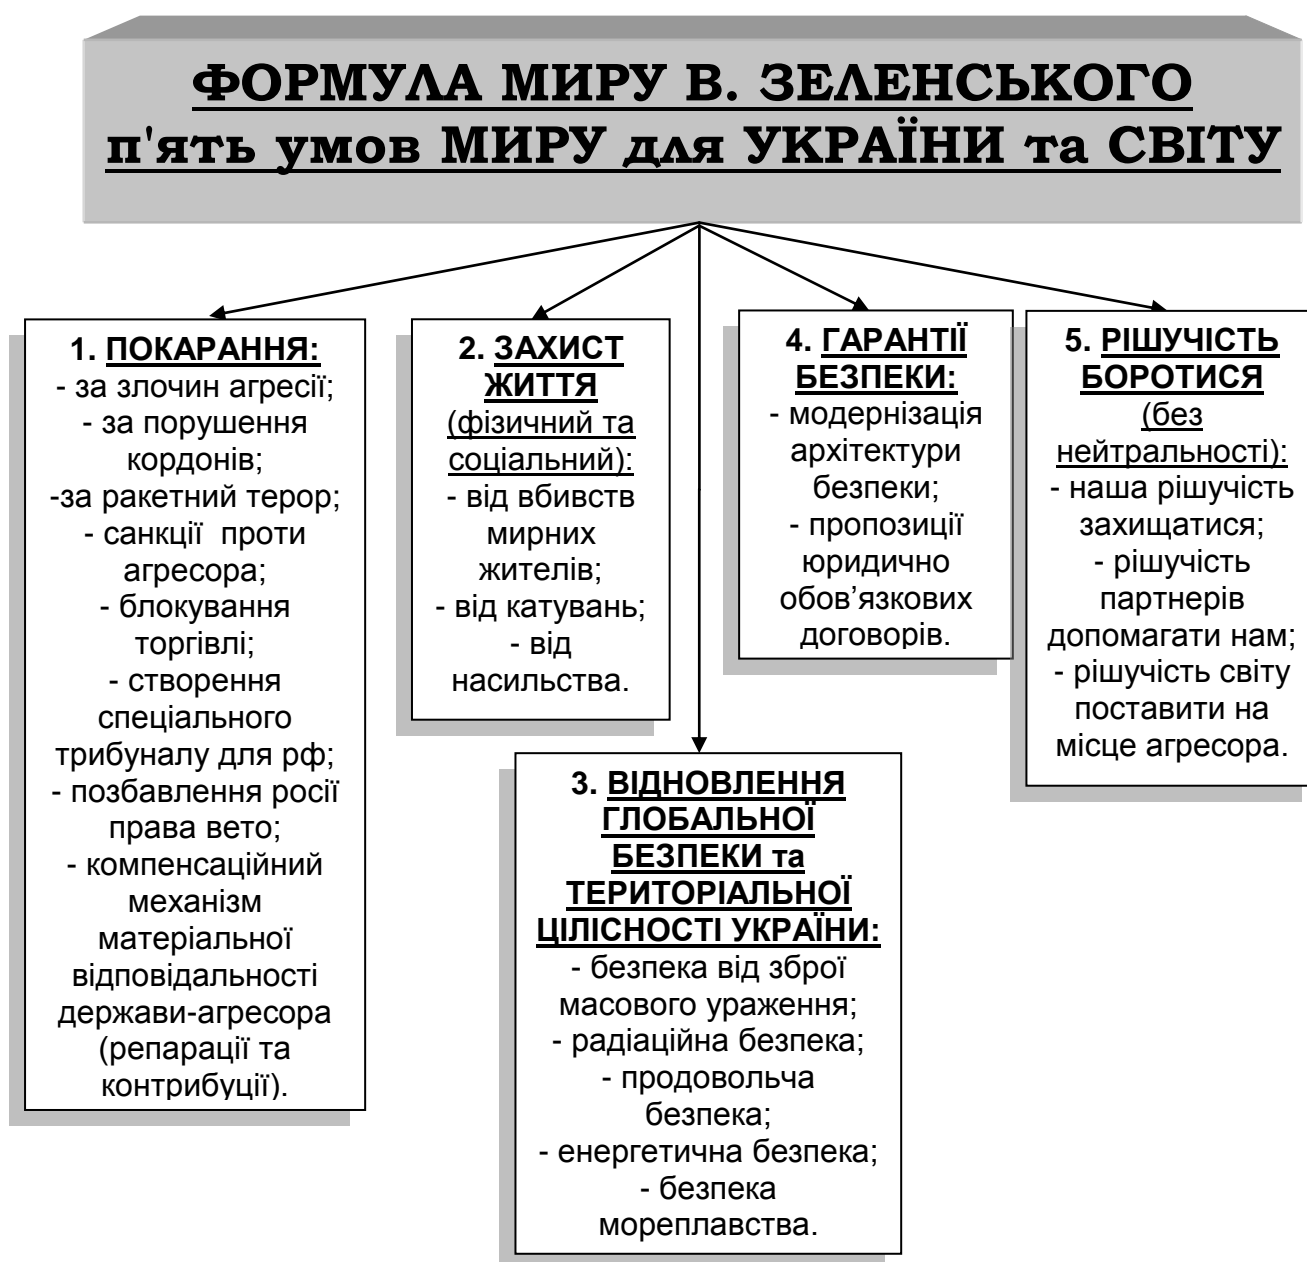 ФОРМУЛА МИРУ В. ЗЕЛЕНСЬКОГО
п'ять умов МИРУ для УКРАЇНИ та СВІТУ
1. ПОКАРАННЯ:
- за злочин агресії;
- за порушення
кордонів;
-за ракетний терор;
- санкції  проти
агресора;
- блокування
торгівлі;
- створення
спеціального
трибуналу для рф;
- позбавлення росії
права вето;
- компенсаційний
механізм
матеріальної
відповідальності
держави-агресора
(репарації та
контрибуції).
2. ЗАХИСТ
ЖИТТЯ
(фізичний та
соціальний):
- від вбивств
мирних
жителів;
- від катувань;
- від
насильства.
3. ВІДНОВЛЕННЯ
ГЛОБАЛЬНОЇ
БЕЗПЕКИ та
ТЕРИТОРІАЛЬНОЇ
ЦІЛІСНОСТІ УКРАЇНИ:
- безпека від зброї
масового ураження;
- радіаційна безпека;
- продовольча
безпека;
- енергетична безпека;
- безпека
мореплавства.
4. ГАРАНТІЇ
БЕЗПЕКИ:
- модернізація
архітектури
безпеки;
- пропозиції
юридично
обов’язкових
договорів.
5. РІШУЧІСТЬ
БОРОТИСЯ
(без
нейтральності):
- наша рішучість
захищатися;
- рішучість
партнерів
допомагати нам;
- рішучість світу
поставити на
місце агресора.